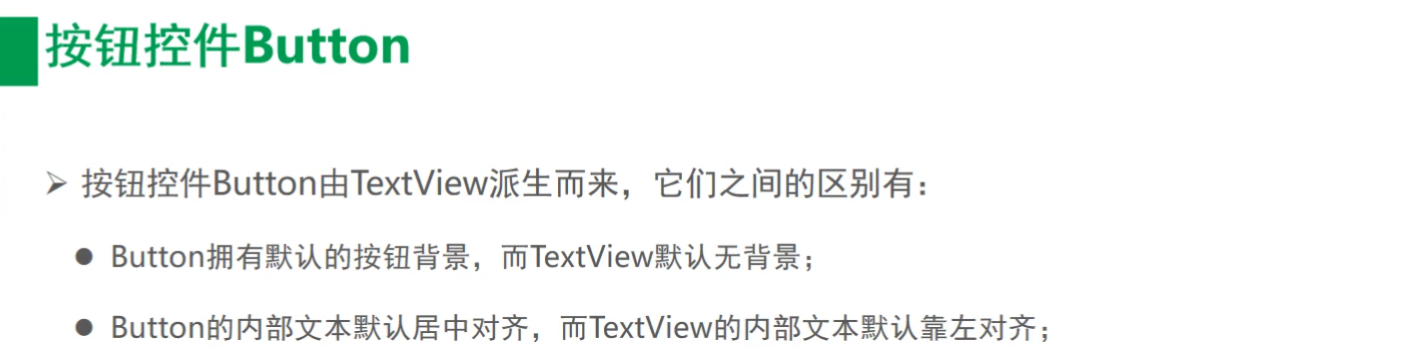 按钮控件Button
➢ 按钮控件Button由TextView派生而来，它们之间的区别有：
● Button拥有默认的按钮背景，而TextView默认无背景；
● Button的内部文本默认居中对齐，而TextView的内部文本默认靠左对齐；